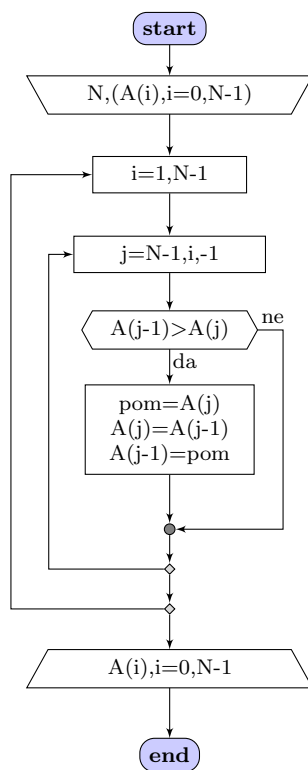 start
N,(A(i),i=0,N-1)
i=1,N-1
j=N-1,i,-1
A(j-1)>A(j)
ne
da
pom=A(j)
A(j)=A(j-1)
A(j-1)=pom
A(i),i=0,N-1
end